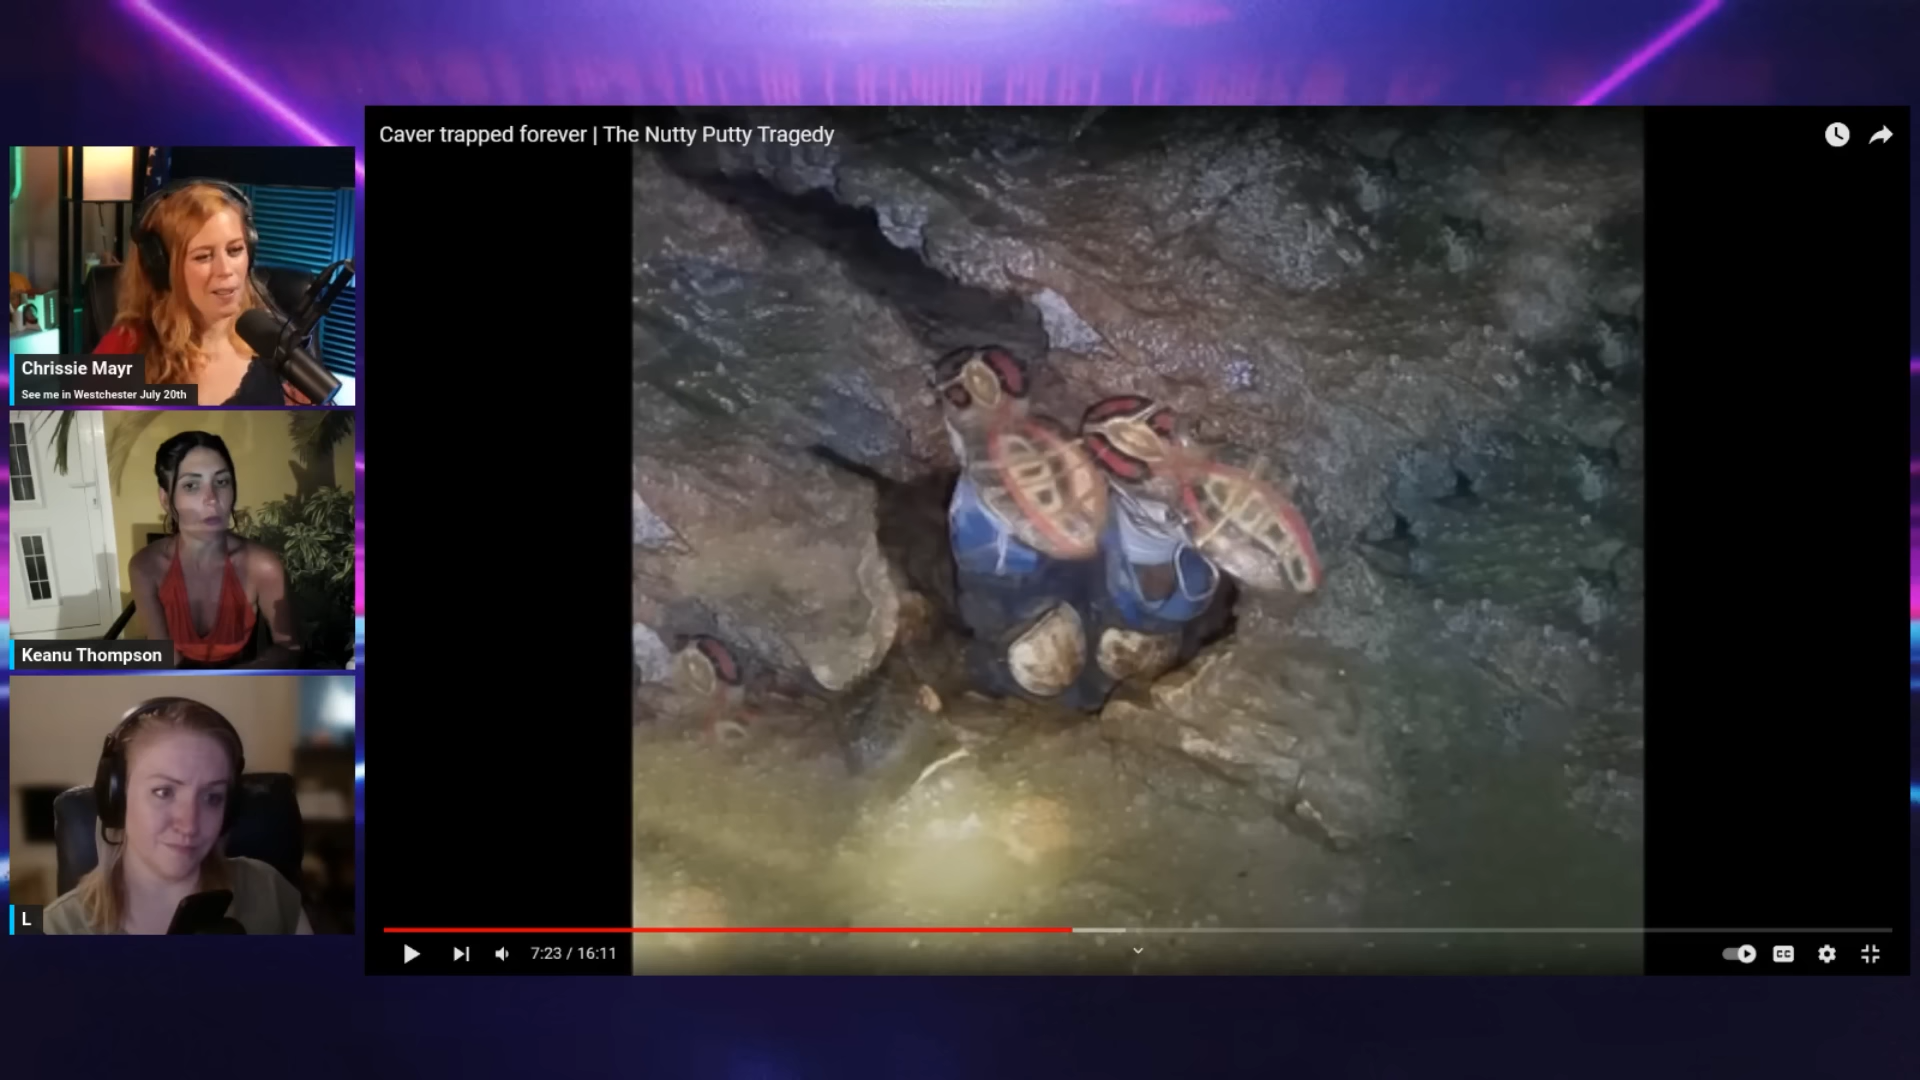 Caver trapped forever | The Nutty Putty Tragedy
Chrissie Mayr
See me in Westchester July 20th
Keanu Thompson
L
7:23 / 16:11
CC